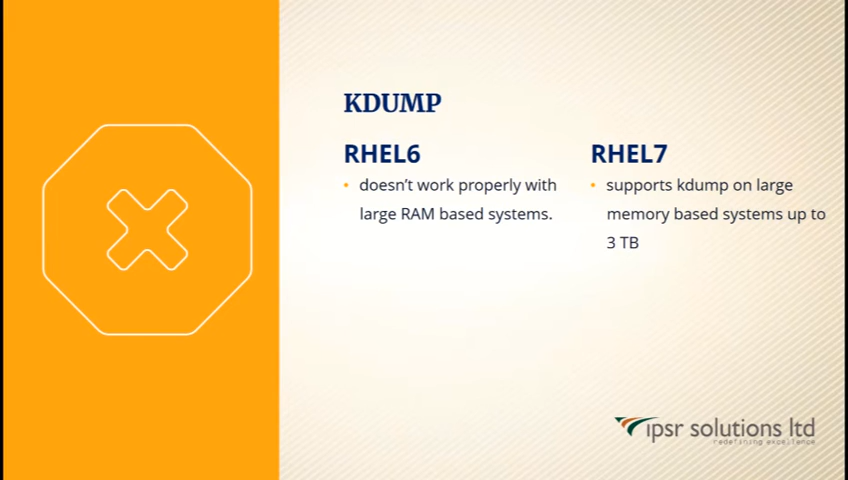 KDUMP
RHEL6
doesn't work properly with
large RAM based systems.
RHEL7
supports kdump on large
memory based systems up to
3 TB
ipsr solutions ltd
redefining excellence